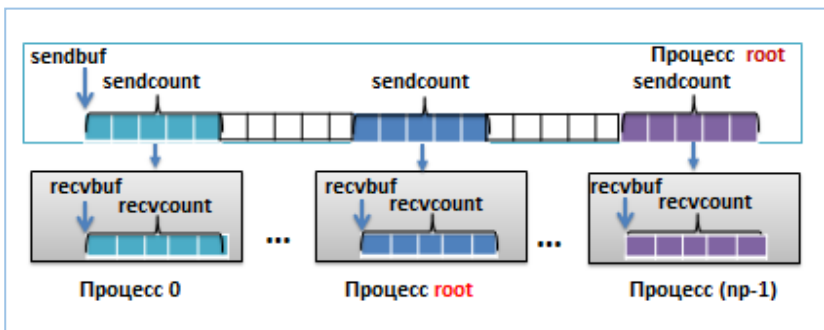 sendbuf
Процесс root
sendcount sendcount sendcount
recvbuf recvbuf recvbuf
recvcount recvcount recvcount
... ...
Процесс 0 Процесс root Процесс (np-1)